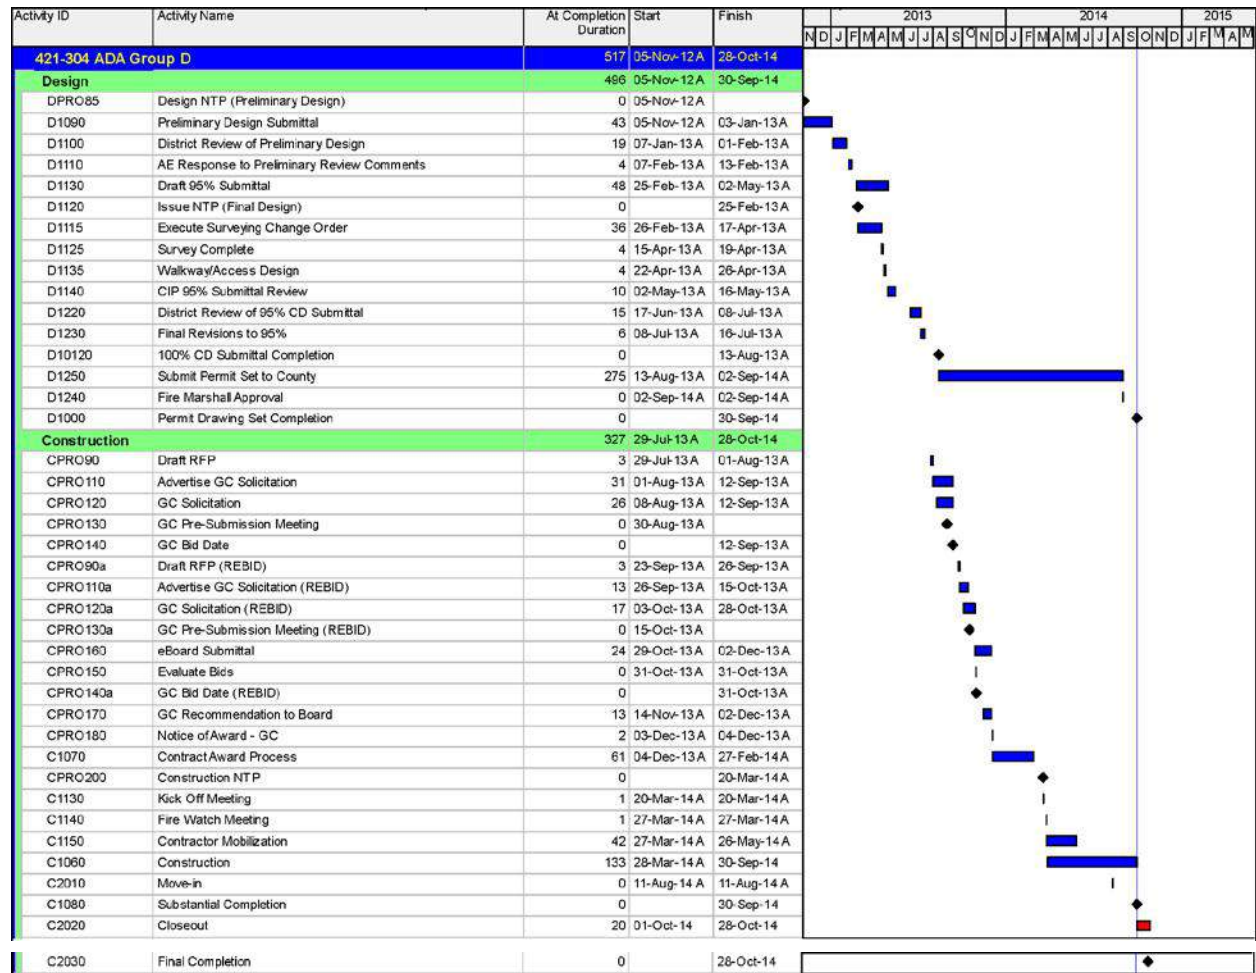 Activity ID Activity Name At Completion Start Finish 2013 2014 2015
Duration N D J F M A M J J A S O N D J F M A M J J A S O N D J F M A M
421-304 ADA Group D 517 05-Nov-12 A 28-Oct-14
Design 496 05-Nov-12 A 30-Sep-14
DPRO85 Design NTP (Preliminary Design) 0 05-Nov-12 A
D1090 Preliminary Design Submittal 43 05-Nov-12 A 03-Jan-13 A
D1100 District Review of Preliminary Design 19 07-Jan-13 A 01-Feb-13 A
D1110 AE Response to Preliminary Review Comments 4 07-Feb-13 A 13-Feb-13 A
D1130 Draft 95% Submittal 48 25-Feb-13 A 02-May-13 A
D1120 Issue NTP (Final Design) 0 25-Feb-13 A
D1115 Execute Surveying Change Order 36 26-Feb-13 A 17-Apr-13 A
D1125 Survey Complete 4 15-Apr-13 A 19-Apr-13 A
D1135 Walkway/Access Design 4 22-Apr-13 A 26-Apr-13 A
D1140 CIP 95% Submittal Review 10 02-May-13 A 16-May-13 A
D1220 District Review of 95% CD Submittal 15 17-Jun-13 A 08-Jul-13 A
D1230 Final Revisions to 95% 6 08-Jul-13 A 16-Jul-13 A
D10120 100% CD Submittal Completion 0 13-Aug-13 A
D1250 Submit Permit Set to County 275 13-Aug-13 A 02-Sep-14 A
D1240 Fire Marshall Approval 0 02-Sep-14 A 02-Sep-14 A
D1000 Permit Drawing Set Completion 0 30-Sep-14
Construction 327 29-Jul-13 A 28-Oct-14
CPRO90 Draft RFP 3 29-Jul-13 A 01-Aug-13 A
CPRO110 Advertise GC Solicitation 31 01-Aug-13 A 12-Sep-13 A
CPRO120 GC Solicitation 26 08-Aug-13 A 12-Sep-13 A
CPRO130 GC Pre-Submission Meeting 0 30-Aug-13 A
CPRO140 GC Bid Date 0 12-Sep-13 A
CPRO90a Draft RFP (REBID) 3 23-Sep-13 A 26-Sep-13 A
CPRO110a Advertise GC Solicitation (REBID) 13 26-Sep-13 A 15-Oct-13 A
CPRO120a GC Solicitation (REBID) 17 03-Oct-13 A 28-Oct-13 A
CPRO130a GC Pre-Submission Meeting (REBID) 0 15-Oct-13 A
CPRO160 eBoard Submittal 24 29-Oct-13 A 02-Dec-13 A
CPRO150 Evaluate Bids 0 31-Oct-13 A 31-Oct-13 A
CPRO140a GC Bid Date (REBID) 0 31-Oct-13 A
CPRO170 GC Recommendation to Board 13 14-Nov-13 A 02-Dec-13 A
CPRO180 Notice of Award - GC 2 03-Dec-13 A 04-Dec-13 A
C1070 Contract Award Process 61 04-Dec-13 A 27-Feb-14 A
CPRO200 Construction NTP 0 20-Mar-14 A
C1130 Kick Off Meeting 1 20-Mar-14 A 20-Mar-14 A
C1140 Fire Watch Meeting 1 27-Mar-14 A 27-Mar-14 A
C1150 Contractor Mobilization 42 27-Mar-14 A 26-May-14 A
C1060 Construction 133 28-Mar-14 A 30-Sep-14
C2010 Move-in 0 11-Aug-14 A 11-Aug-14 A
C1080 Substantial Completion 0 30-Sep-14
C2020 Closeout 20 01-Oct-14 28-Oct-14
C2030 Final Completion 0 28-Oct-14